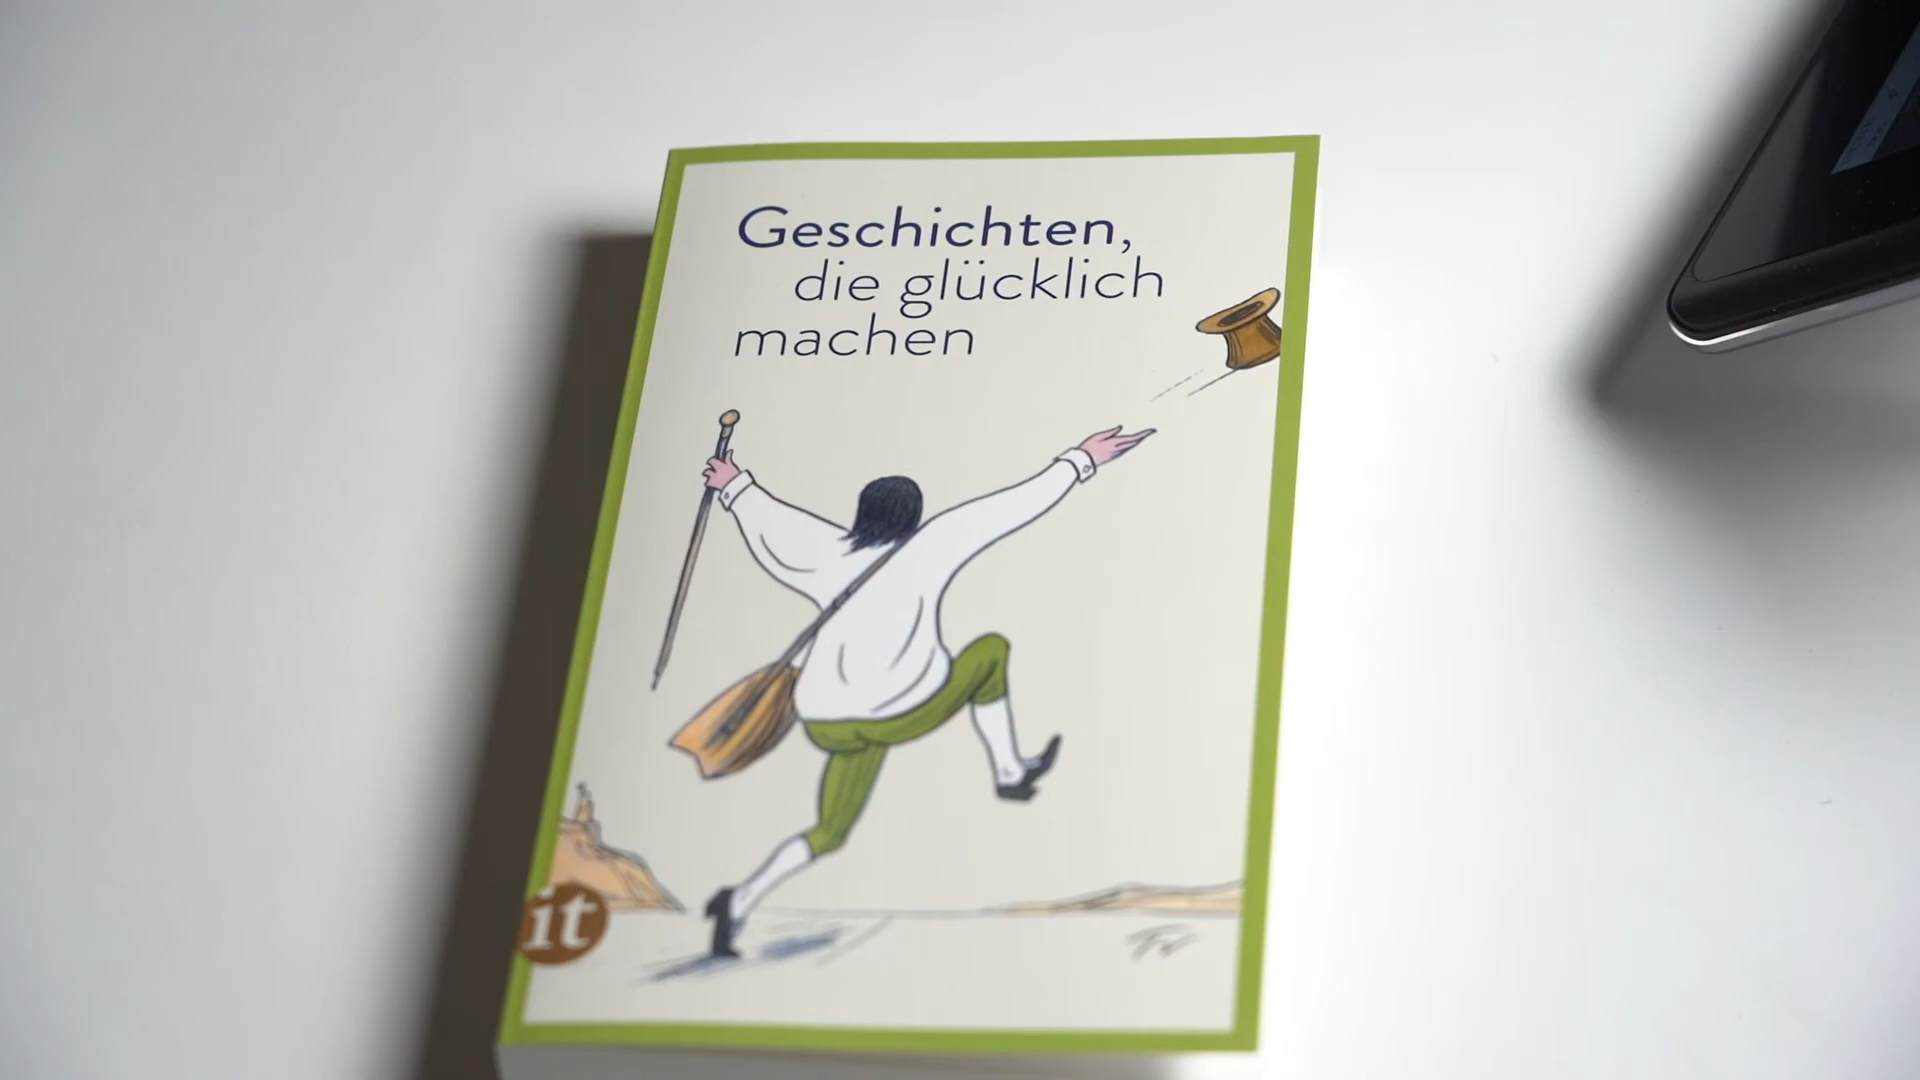 Geschichten,
die glücklich
machen
it